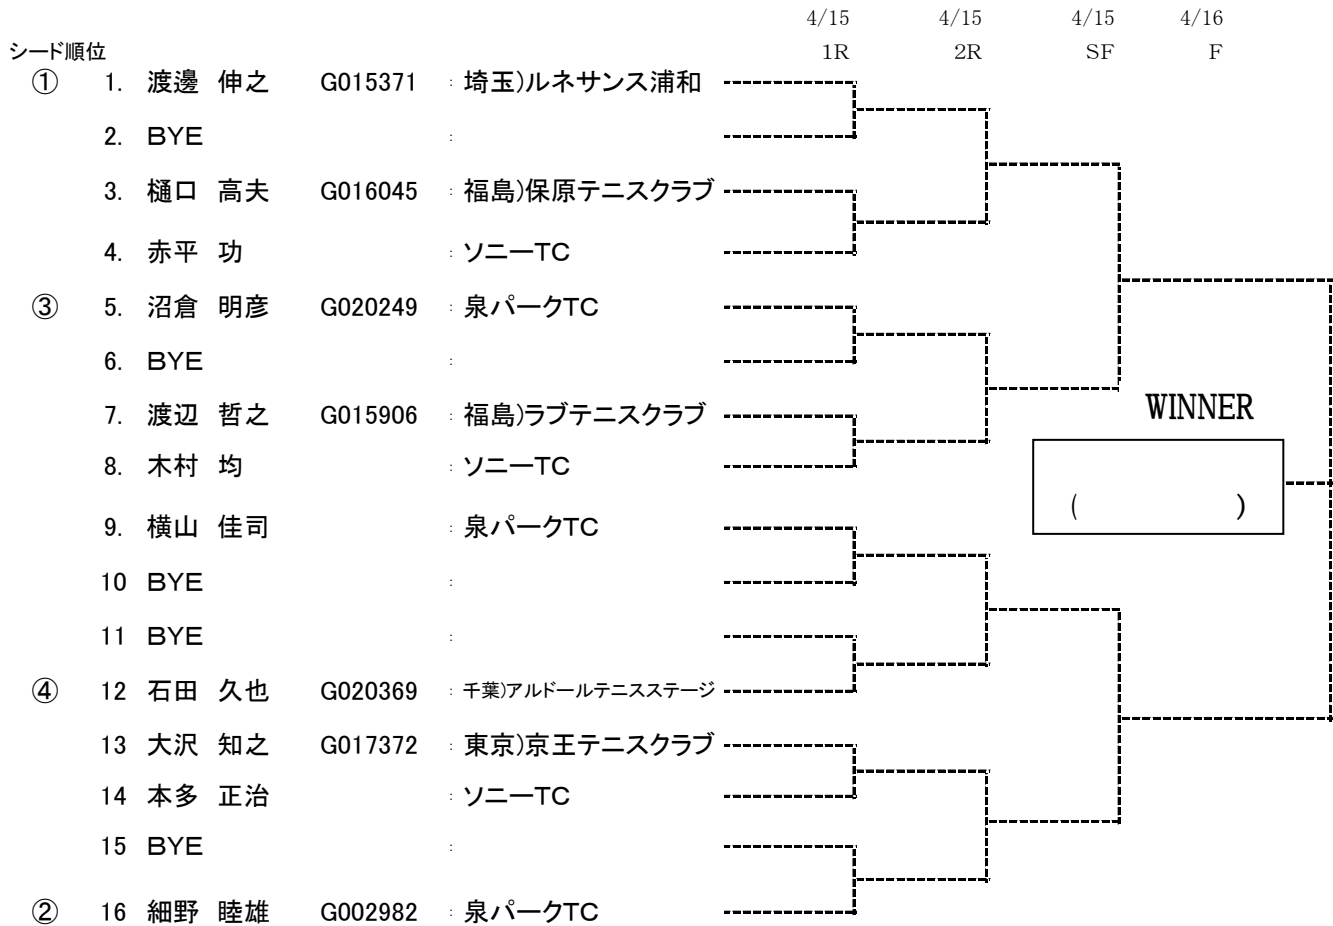 4/15 4/15 4/15 4/16
シード順位 1R 2R SF F
① 1. 渡邊 伸之 G015371 : 埼玉)ルネサンス浦和
2. BYE :
3. 樋口 高夫 G016045 : 福島)保原テニスクラブ
4. 赤平 功 : ソニーTC
③ 5. 沼倉 明彦 G020249 : 泉パークTC
6. BYE :
7. 渡辺 哲之 G015906 : 福島)ラブテニスクラブ
WINNER
8. 木村 均 : ソニーTC
( )
9. 横山 佳司 : 泉パークTC
10 BYE :
11 BYE :
④ 12 石田 久也 G020369 : 千葉)アルドールテニスステージ
13 大沢 知之 G017372 : 東京)京王テニスクラブ
14 本多 正治 : ソニーTC
15 BYE :
② 16 細野 睦雄 G002982 : 泉パークTC